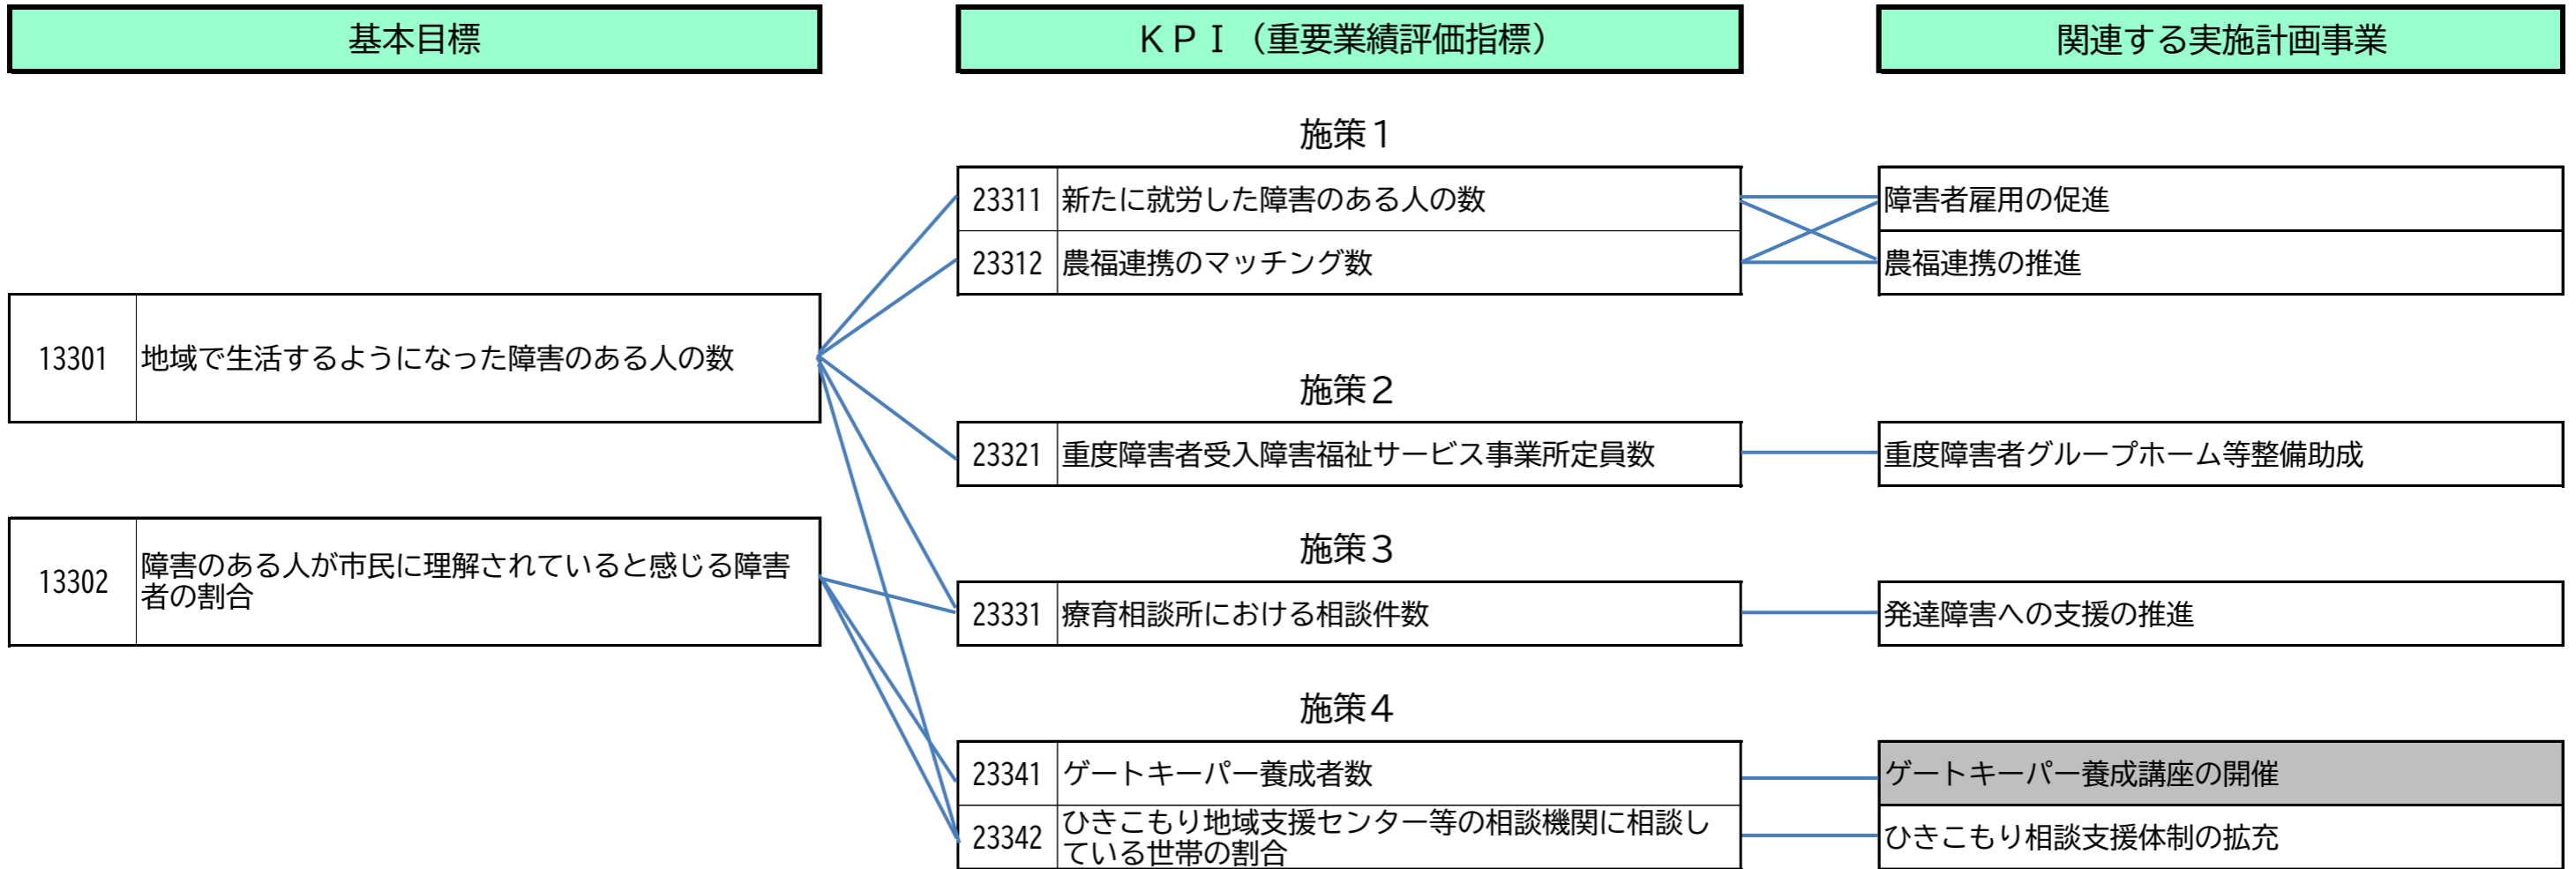 基本目標
ＫＰＩ（重要業績評価指標）
関連する実施計画事業
施策１
23311 新たに就労した障害のある人の数
障害者雇用の促進
23312 農福連携のマッチング数
農福連携の推進
13301 地域で生活するようになった障害のある人の数
施策２
23321 重度障害者受入障害福祉サービス事業所定員数
重度障害者グループホーム等整備助成
13302 障害のある人が市民に理解されていると感じる障害
者の割合
施策３
23331 療育相談所における相談件数
発達障害への支援の推進
施策４
23341 ゲートキーパー養成者数
ゲートキーパー養成講座の開催
23342 ひきこもり地域支援センター等の相談機関に相談し
ている世帯の割合
ひきこもり相談支援体制の拡充